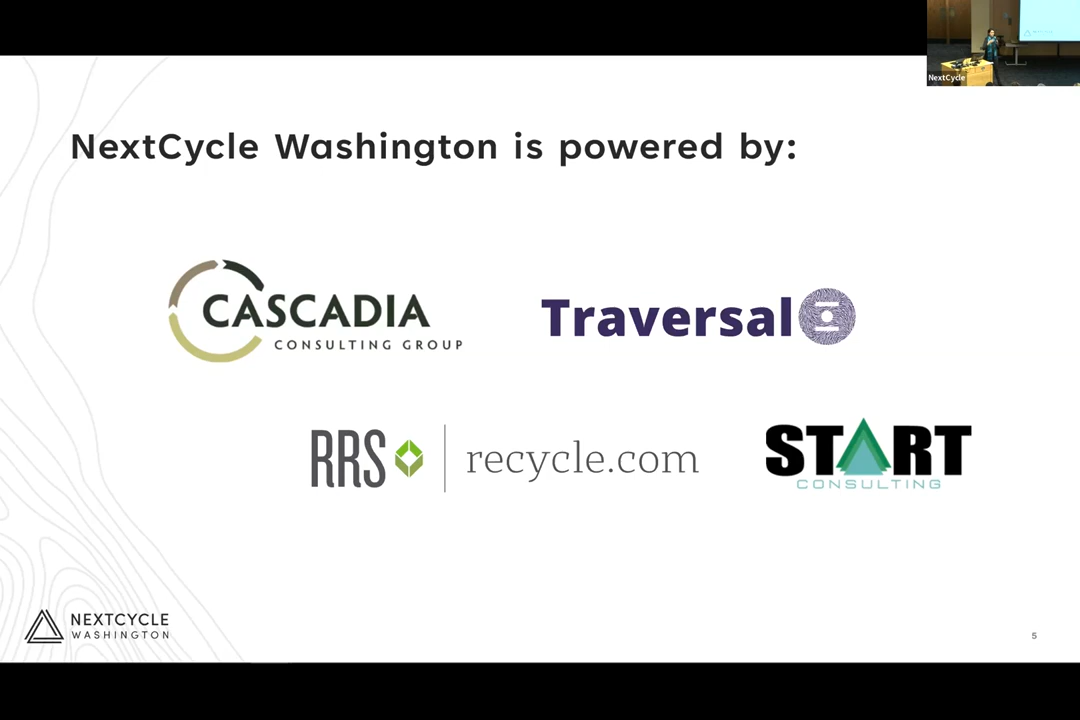 NextCycle
NextCycle Washington is powered by:
CASCADIA
CONSULTING GROUP
Traversal
RRS recycle.com
START
CONSULTING
NEXTCYCLE
WASHINGTON
5